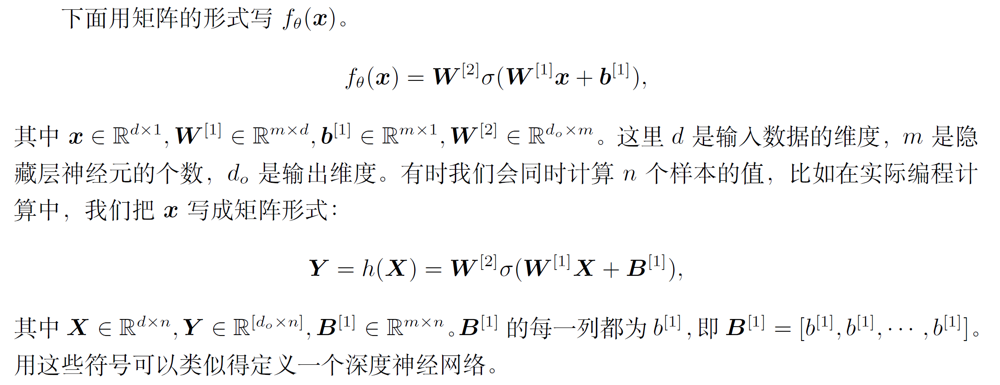 下面用矩阵的形式写 $f_\theta(\boldsymbol{x})$。
$f_\theta(\boldsymbol{x}) = \boldsymbol{W}^{[2]}\sigma(\boldsymbol{W}^{[1]}\boldsymbol{x} + \boldsymbol{b}^{[1]}),$
其中 $\boldsymbol{x} \in \mathbb{R}^{d\times 1}, \boldsymbol{W}^{[1]} \in \mathbb{R}^{m\times d}, \boldsymbol{b}^{[1]} \in \mathbb{R}^{m\times 1}, \boldsymbol{W}^{[2]} \in \mathbb{R}^{d_o\times m}$。这里 $d$ 是输入数据的维度，$m$ 是隐
藏层神经元的个数，$d_o$ 是输出维度。有时我们会同时计算 $n$ 个样本的值，比如在实际编程计
算中，我们把 $\boldsymbol{x}$ 写成矩阵形式：
$\boldsymbol{Y} = h(\boldsymbol{X}) = \boldsymbol{W}^{[2]}\sigma(\boldsymbol{W}^{[1]}\boldsymbol{X} + \boldsymbol{B}^{[1]}),$
其中 $\boldsymbol{X} \in \mathbb{R}^{d\times n}, \boldsymbol{Y} \in \mathbb{R}^{[d_o\times n]}, \boldsymbol{B}^{[1]} \in \mathbb{R}^{m\times n}$。$\boldsymbol{B}^{[1]}$ 的每一列都为 $b^{[1]}$，即 $\boldsymbol{B}^{[1]} = [b^{[1]}, b^{[1]}, \cdots, b^{[1]}]$。
用这些符号可以类似得定义一个深度神经网络。